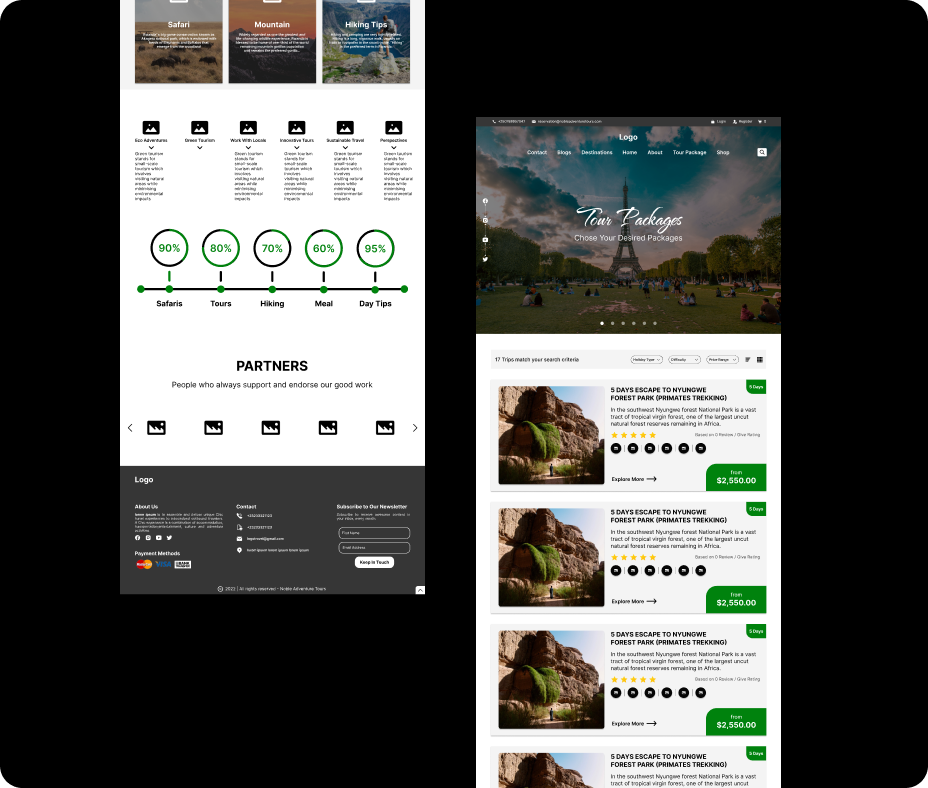 Safari
Mountain
Hiking Tips
Eco Adventures
Green Tourism
Work With Locals
Innovative Tours
Sustainable Travel
Perspectives
Green tourism
stands for
small-scale
tourism which
involves
visiting natural
areas while
minimising
environmental
impacts
Green tourism
stands for
small-scale
tourism which
involves
visiting natural
areas while
minimising
environmental
impacts
Green tourism
stands for
small-scale
tourism which
involves
visiting natural
areas while
minimising
environmental
impacts
Green tourism
stands for
small-scale
tourism which
involves
visiting natural
areas while
minimising
environmental
impacts
Green tourism
stands for
small-scale
tourism which
involves
visiting natural
areas while
minimising
environmental
impacts
90%
80%
70%
60%
95%
Safaris
Tours
Hiking
Meal
Day Tips
PARTNERS
People who always support and endorse our good work
Logo
About Us
Payment Methods
VISA
Contact
lorem ipsum lorem ipsum lorem ipsum
Subscribe to Our Newsletter
Full Name
Email Address
Keep In Touch
2022 | All rights reserved - Noble Adventure Tours
Login
Register
0
Logo
Contact
Blogs
Destinations
Home
About
Tour Package
Shop
Tour Packages
Chose Your Desired Packages
17 Trips match your search criteria
Holiday Type
Difficulty
Price Range
5 Days
5 DAYS ESCAPE TO NYUNGWE
FOREST PARK (PRIMATES TREKKING)
In the southwest Nyungwe forest National Park is a vast
tract of tropical virgin forest, one of the largest uncut
natural forest reserves remaining in Africa.
Based on 0 Review / Give Rating
Explore More
from
$2,550.00
5 Days
5 DAYS ESCAPE TO NYUNGWE
FOREST PARK (PRIMATES TREKKING)
In the southwest Nyungwe forest National Park is a vast
tract of tropical virgin forest, one of the largest uncut
natural forest reserves remaining in Africa.
Based on 0 Review / Give Rating
Explore More
from
$2,550.00
5 Days
5 DAYS ESCAPE TO NYUNGWE
FOREST PARK (PRIMATES TREKKING)
In the southwest Nyungwe forest National Park is a vast
tract of tropical virgin forest, one of the largest uncut
natural forest reserves remaining in Africa.
Based on 0 Review / Give Rating
Explore More
from
$2,550.00
5 Days
5 DAYS ESCAPE TO NYUNGWE
FOREST PARK (PRIMATES TREKKING)
In the southwest Nyungwe forest National Park is a vast
tract of tropical virgin forest, one of the largest uncut